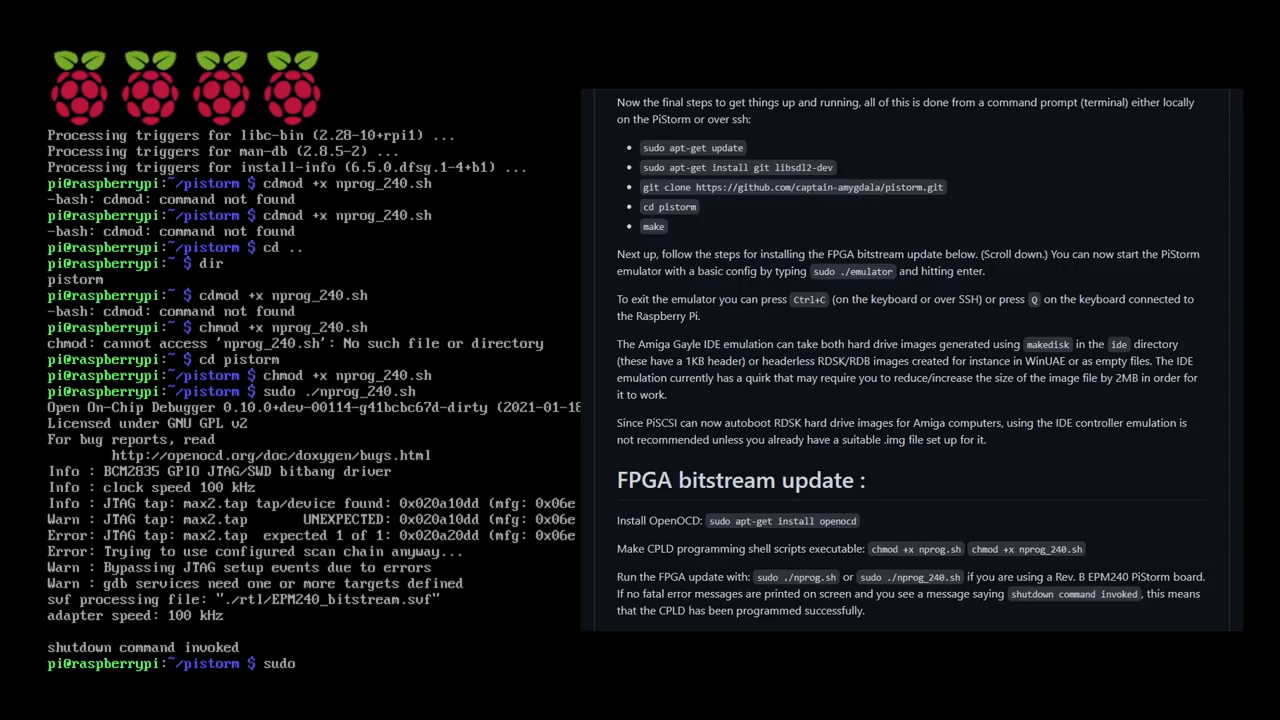 Processing triggers for libc-bin (2.28-10+rpi1) ...
Processing triggers for man-db (2.8.5-2) ...
Processing triggers for install-info (6.5.0.dfsg.1-4+b1) ...
pi@raspberrypi:~/pistorm $ cdmod +x nprog_240.sh
-bash: cdmod: command not found
pi@raspberrypi:~/pistorm $ cdmod +x nprog_240.sh
-bash: cdmod: command not found
pi@raspberrypi:~/pistorm $ cd ..
pi@raspberrypi:~ $ dir
pistorm
pi@raspberrypi:~ $ cdmod +x nprog_240.sh
-bash: cdmod: command not found
pi@raspberrypi:~ $ chmod +x nprog_240.sh
chmod: cannot access 'nprog_240.sh': No such file or directory
pi@raspberrypi:~ $ cd pistorm
pi@raspberrypi:~/pistorm $ chmod +x nprog_240.sh
pi@raspberrypi:~/pistorm $ sudo ./nprog_240.sh
Open On-Chip Debugger 0.10.0+dev-00114-g41bcbc67d-dirty (2021-01-18
Licensed under GNU GPL v2
For bug reports, read
http://openocd.org/doc/doxygen/bugs.html
Info : BCM2835 GPIO JTAG/SWD bitbang driver
Info : clock speed 100 kHz
Info : JTAG tap: max2.tap tap/device found: 0x020a10dd (mfg: 0x06e
Warn : JTAG tap: max2.tap       UNEXPECTED: 0x020a10dd (mfg: 0x06e
Error: JTAG tap: max2.tap  expected 1 of 1: 0x020a20dd (mfg: 0x06e
Error: Trying to use configured scan chain anyway...
Warn : Bypassing JTAG setup events due to errors
Warn : gdb services need one or more targets defined
svf processing file: "./rtl/EPM240_bitstream.svf"
adapter speed: 100 kHz
shutdown command invoked
pi@raspberrypi:~/pistorm $ sudo
Now the final steps to get things up and running, all of this is done from a command prompt (terminal) either locally
on the PiStorm or over ssh:
• sudo apt-get update
• sudo apt-get install git libsdl2-dev
• git clone https://github.com/captain-amygdala/pistorm.git
• cd pistorm
• make
Next up, follow the steps for installing the FPGA bitstream update below. (Scroll down.) You can now start the PiStorm
emulator with a basic config by typing sudo ./emulator and hitting enter.
To exit the emulator you can press Ctrl+C (on the keyboard or over SSH) or press Q on the keyboard connected to
the Raspberry Pi.
The Amiga Gayle IDE emulation can take both hard drive images generated using makedisk in the ide directory
(these have a 1KB header) or headerless RDSK/RDB images created for instance in WinUAE or as empty files. The IDE
emulation currently has a quirk that may require you to reduce/increase the size of the image file by 2MB in order for
it to work.
Since PiSCSI can now autoboot RDSK hard drive images for Amiga computers, using the IDE controller emulation is
not recommended unless you already have a suitable .img file set up for it.
FPGA bitstream update :
Install OpenOCD: sudo apt-get install openocd
Make CPLD programming shell scripts executable: chmod +x nprog.sh chmod +x nprog_240.sh
Run the FPGA update with: sudo ./nprog.sh or sudo ./nprog_240.sh if you are using a Rev. B EPM240 PiStorm board.
If no fatal error messages are printed on screen and you see a message saying shutdown command invoked, this means
that the CPLD has been programmed successfully.